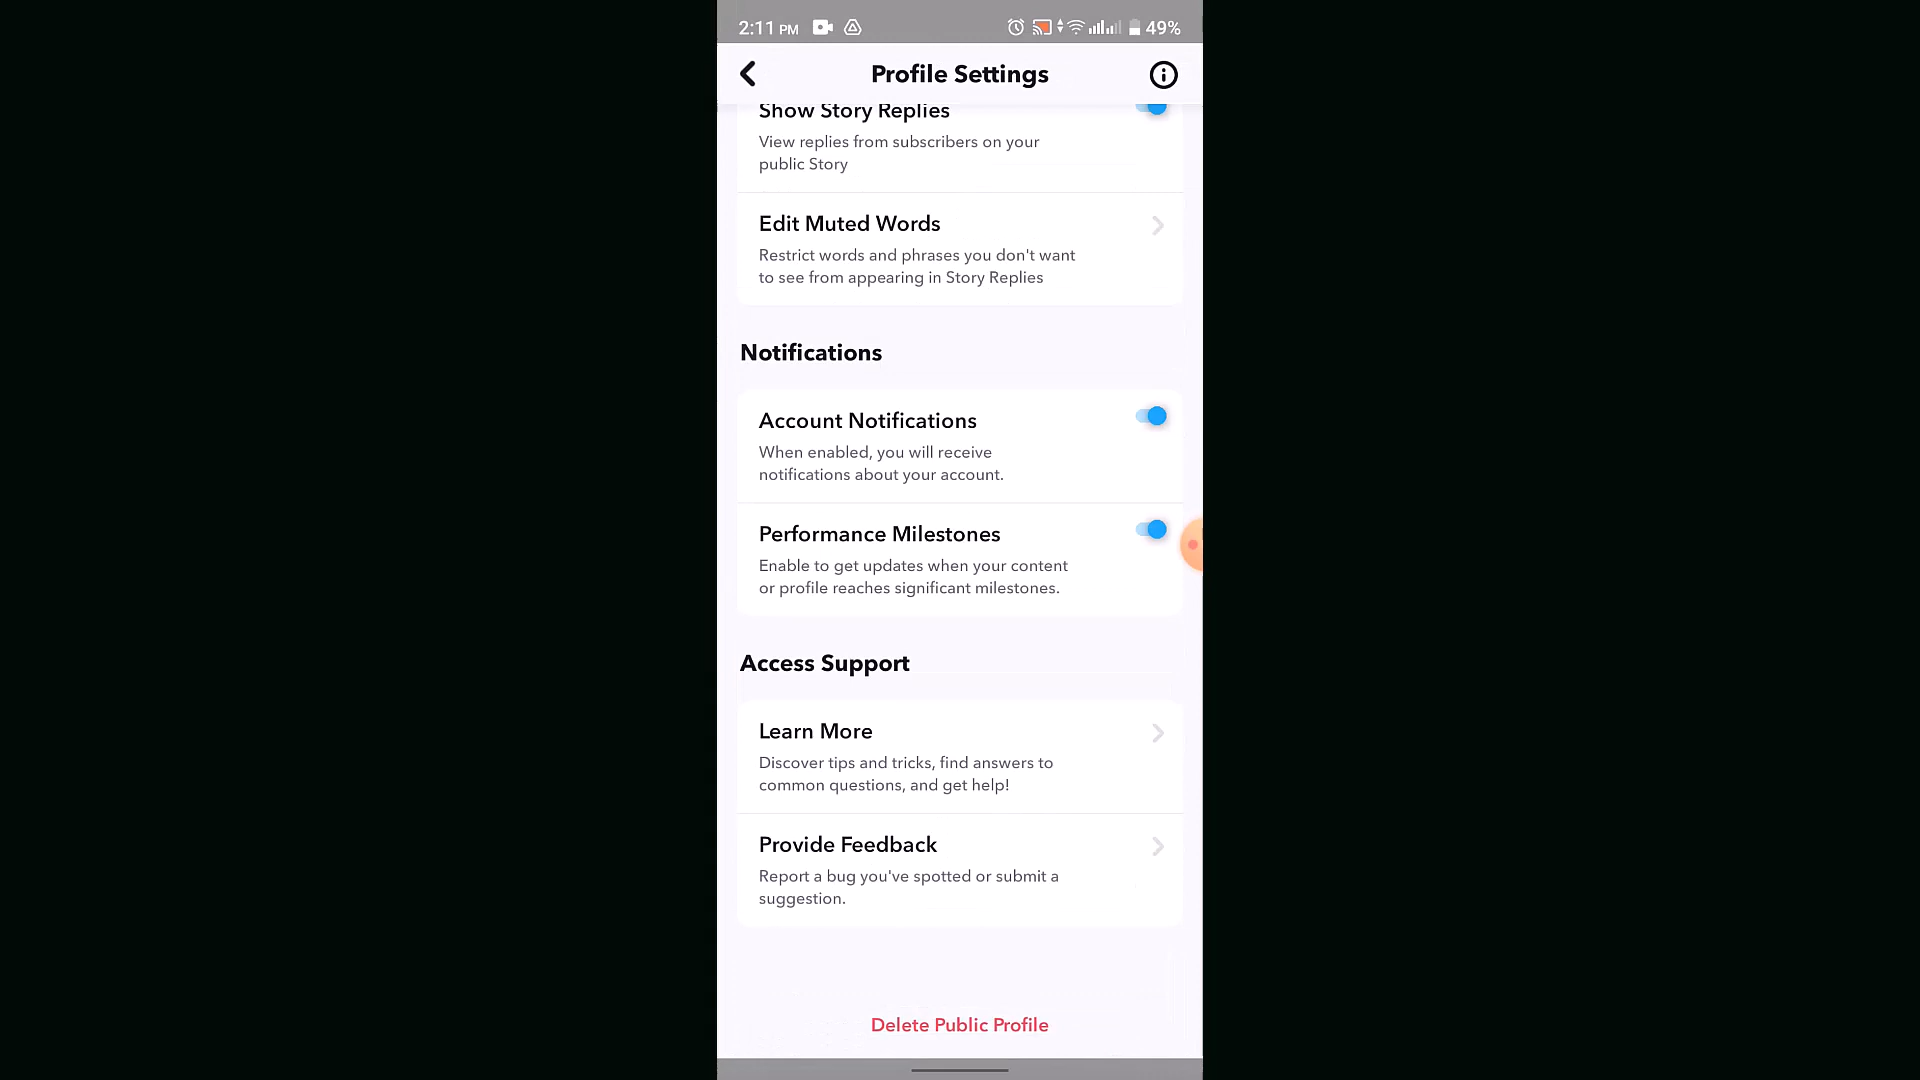 2:11 PM 49%
Profile Settings
Show Story Replies
View replies from subscribers on your
public Story
Edit Muted Words
Restrict words and phrases you don't want
to see from appearing in Story Replies
Notifications
Account Notifications
When enabled, you will receive
notifications about your account.
Performance Milestones
Enable to get updates when your content
or profile reaches significant milestones.
Access Support
Learn More
Discover tips and tricks, find answers to
common questions, and get help!
Provide Feedback
Report a bug you've spotted or submit a
suggestion.
Delete Public Profile